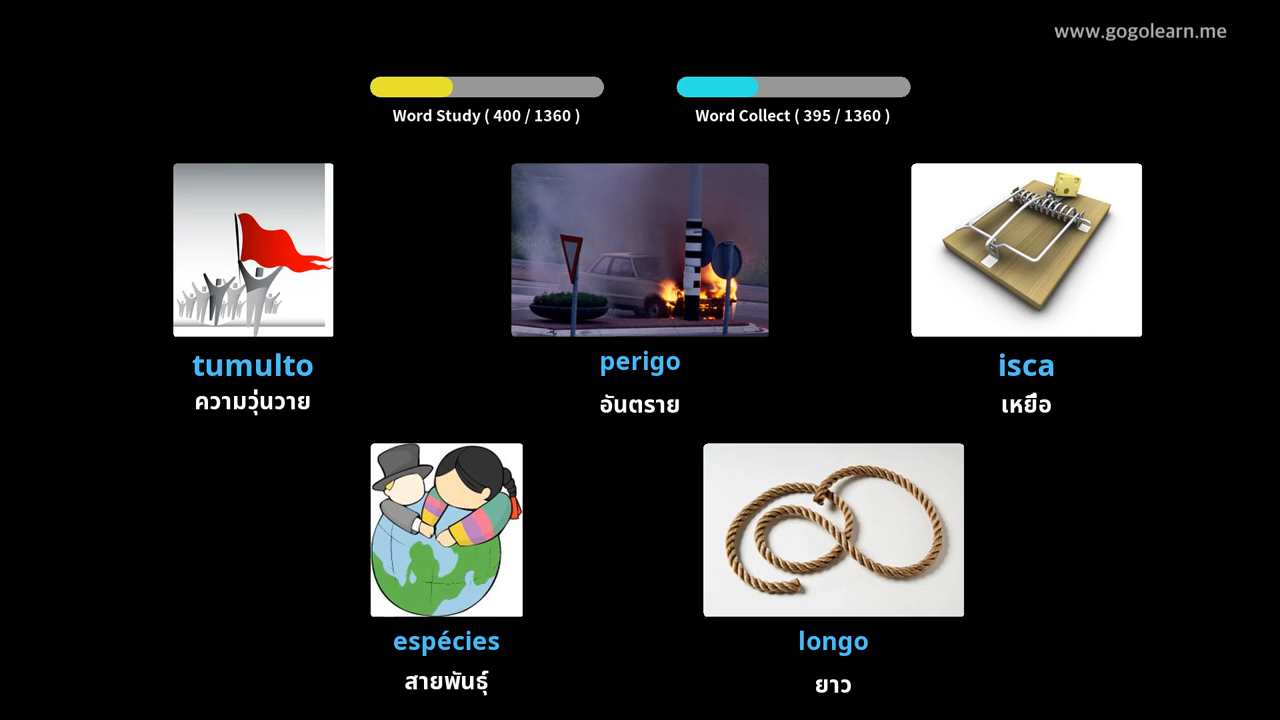 www.gogolearn.me
Word Study ( 400 / 1360 )
Word Collect ( 395 / 1360 )
tumulto
ความวุ่นวาย
perigo
อันตราย
isca
เหยื่อ
espécies
สายพันธุ์
longo
ยาว